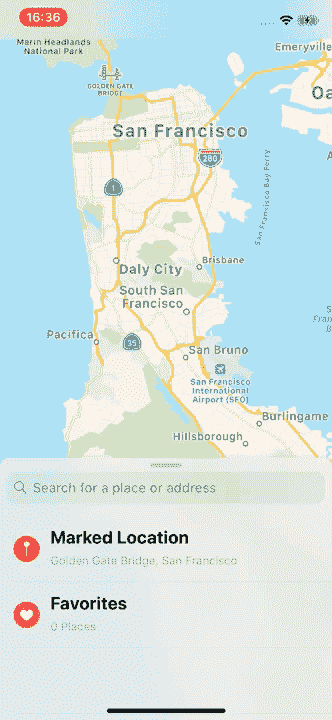 16:36
Marin Headlands
National Park
Emeryville
GOLDEN GATE
BRIDGE
Oa
San Francisco
280
1
San Francisco Bay Ferry
Daly City
Brisbane
South San
Francisco
Pacifica
35
San Bruno
San Francisco
International
Airport (SFO)
Burlingame
Hillsborough
Search for a place or address
Marked Location
Golden Gate Bridge, San Francisco
Favorites
0 Places